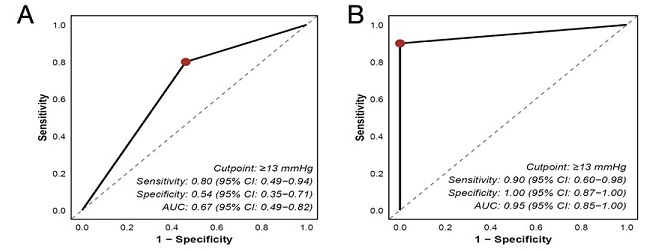 A
1.0
0.8
0.6
0.4
0.2
0.0
Sensitivity
Cutpoint: ≥13 mmHg
Sensitivity: 0.80 (95% CI: 0.49–0.94)
Specificity: 0.54 (95% CI: 0.35–0.71)
AUC: 0.67 (95% CI: 0.49–0.82)
0.0 0.2 0.4 0.6 0.8 1.0
1 − Specificity
B
1.0
0.8
0.6
0.4
0.2
0.0
Sensitivity
Cutpoint: ≥13 mmHg
Sensitivity: 0.90 (95% CI: 0.60–0.98)
Specificity: 1.00 (95% CI: 0.87–1.00)
AUC: 0.95 (95% CI: 0.85–1.00)
0.0 0.2 0.4 0.6 0.8 1.0
1 − Specificity